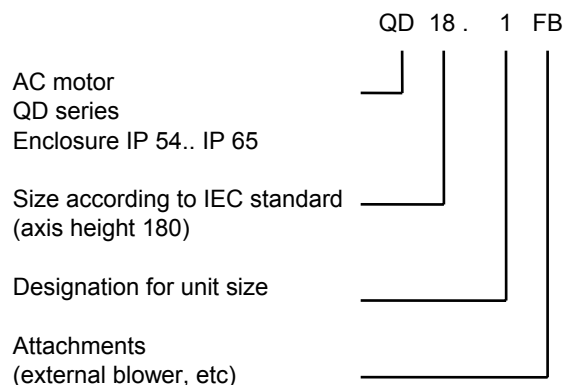 QD 18 . 1 FB
AC motor
QD series
Enclosure IP 54.. IP 65
Size according to IEC standard
(axis height 180)
Designation for unit size
Attachments
(external blower, etc)